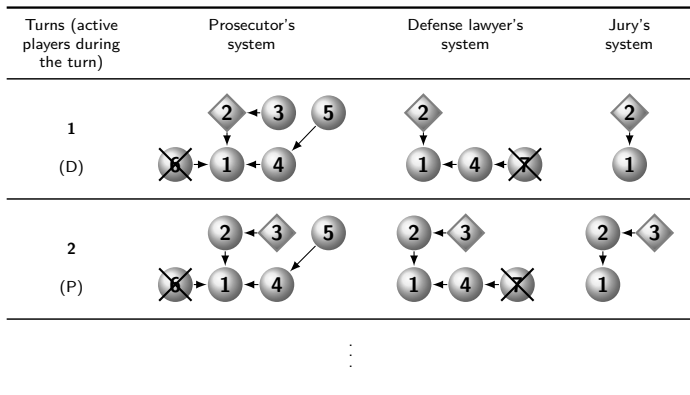 Turns (active players during the turn) Prosecutor's system Defense lawyer's system Jury's system
1
(D)
2 3 5 2 2
6 1 4 1 4 7 1
2
(P)
2 3 5 2 3 2 3
6 1 4 1 4 7 1